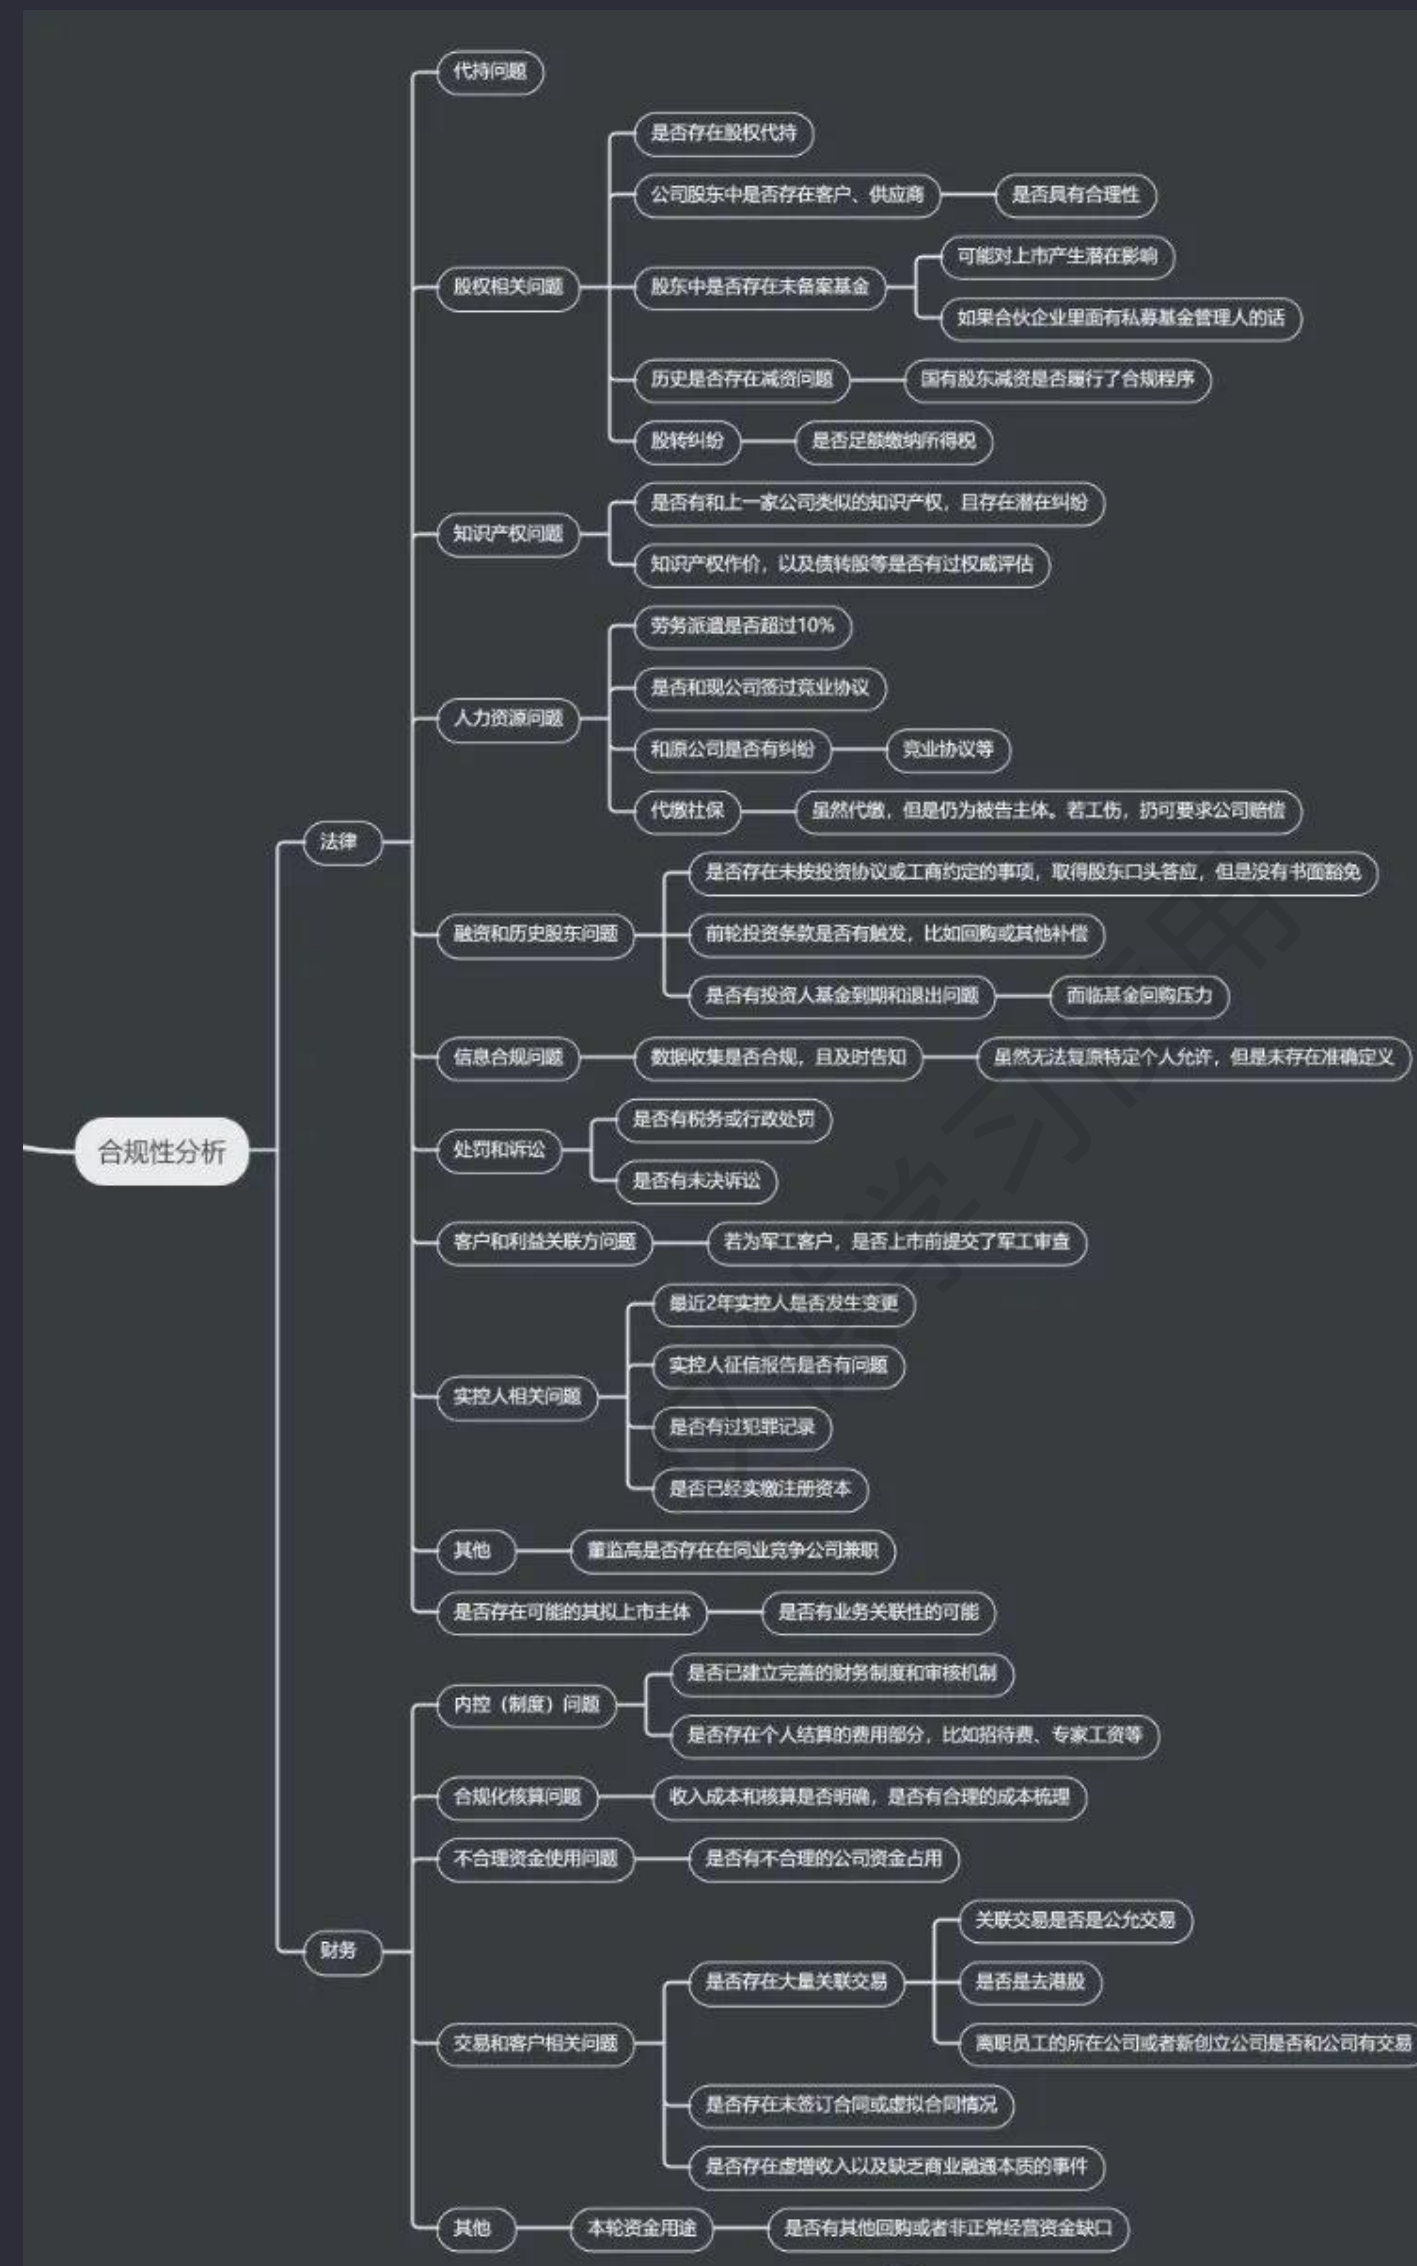 代持问题
是否存在股权代持
公司股东中是否存在客户、供应商
是否具有合理性
可能对上市产生潜在影响
股权相关问题
股东中是否存在未备案基金
如果合伙企业里面有私募基金管理人的话
历史是否存在减资问题
国有股东减资是否履行了合规程序
股转纠纷
是否足额缴纳所得税
是否有和上一家公司类似的知识产权，且存在潜在纠纷
知识产权问题
知识产权作价，以及债转股等是否有过权威评估
劳务派遣是否超过10%
是否和现公司签过竞业协议
人力资源问题
和原公司是否有纠纷
竞业协议等
代缴社保
虽然代缴，但是仍为被告主体。若工伤，扔可要求公司赔偿
法律
是否存在未按投资协议或工商约定的事项，取得股东口头答应，但是没有书面豁免
融资和历史股东问题
前轮投资条款是否有触发，比如回购或其他补偿
是否有投资人基金到期和退出问题
面临基金回购压力
信息合规问题
数据收集是否合规，且及时告知
虽然无法复原特定个人允许，但是未存在准确定义
是否有税务或行政处罚
合规性分析
处罚和诉讼
是否有未决诉讼
客户和利益关联方问题
若为军工客户，是否上市前提交了军工审查
最近2年实控人是否发生变更
实控人征信报告是否有问题
实控人相关问题
是否有过犯罪记录
是否已经实缴注册资本
其他
董监高是否存在在同业竞争公司兼职
是否存在可能的其拟上市主体
是否有业务关联性的可能
是否已建立完善的财务制度和审核机制
内控（制度）问题
是否存在个人结算的费用部分，比如招待费、专家工资等
合规化核算问题
收入成本和核算是否明确，是否有合理的成本梳理
不合理资金使用问题
是否有不合理的公司资金占用
财务
关联交易是否是公允交易
是否存在大量关联交易
是否是去港股
交易和客户相关问题
离职员工的所在公司或者新创立公司是否和公司有交易
是否存在未签订合同或虚拟合同情况
是否存在虚增收入以及缺乏商业融通本质的事件
其他
本轮资金用途
是否有其他回购或者非正常经营资金缺口